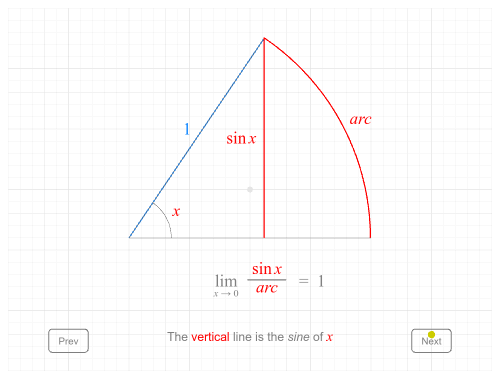 1
sin x
arc
x
lim x → 0 sin x / arc = 1
Prev
The vertical line is the sine of x
Next